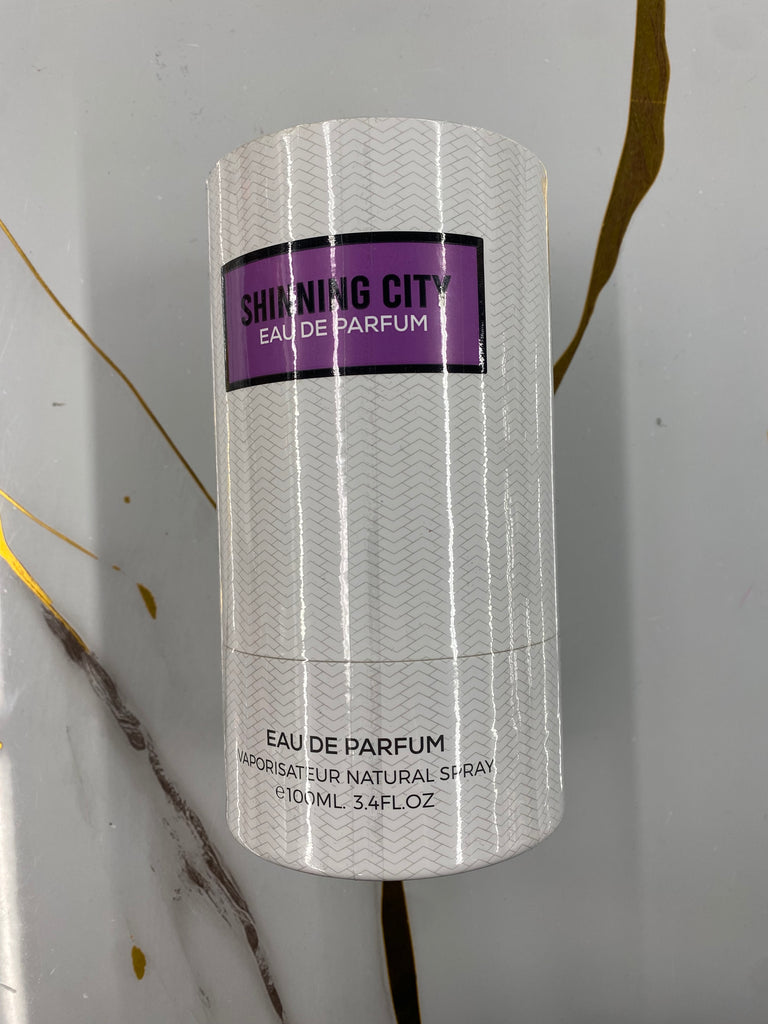 SHINNING CITY
EAU DE PARFUM
EAU DE PARFUM
VAPORISATEUR NATURAL SPRAY
℮100ML. 3.4FL.OZ